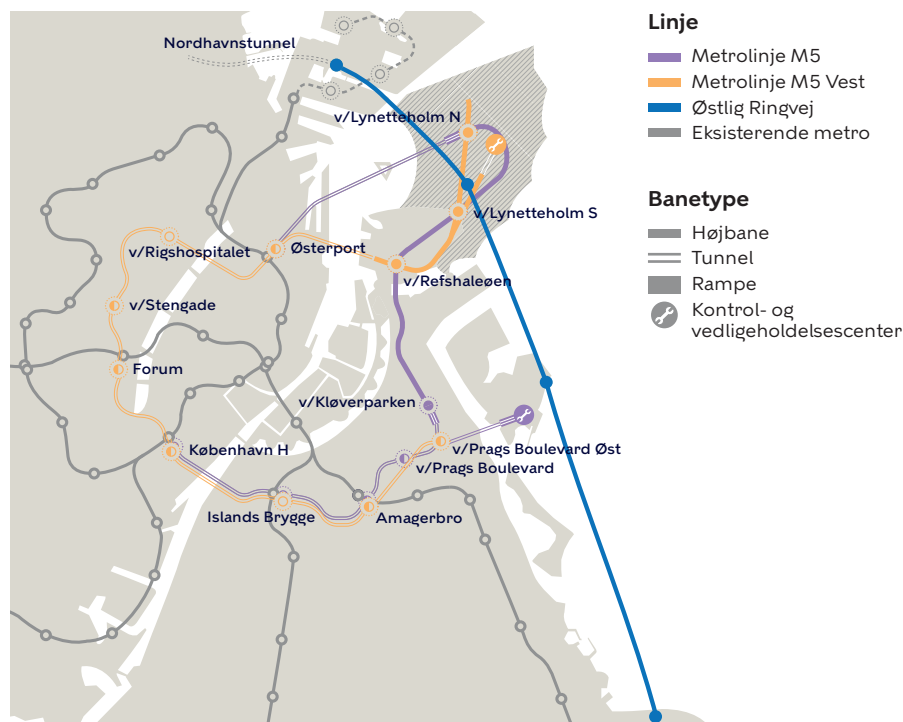 Nordhavnstunnel
v/Lynetteholm N
v/Lynetteholm S
Østerport
v/Rigshospitalet
v/Refshaleøen
v/Stengade
Forum
v/Kløverparken
København H
v/Prags Boulevard Øst
v/Prags Boulevard
Islands Brygge
Amagerbro
Linje
Metrolinje M5
Metrolinje M5 Vest
Østlig Ringvej
Eksisterende metro
Banetype
Højbane
Tunnel
Rampe
Kontrol- og
vedligeholdelsescenter